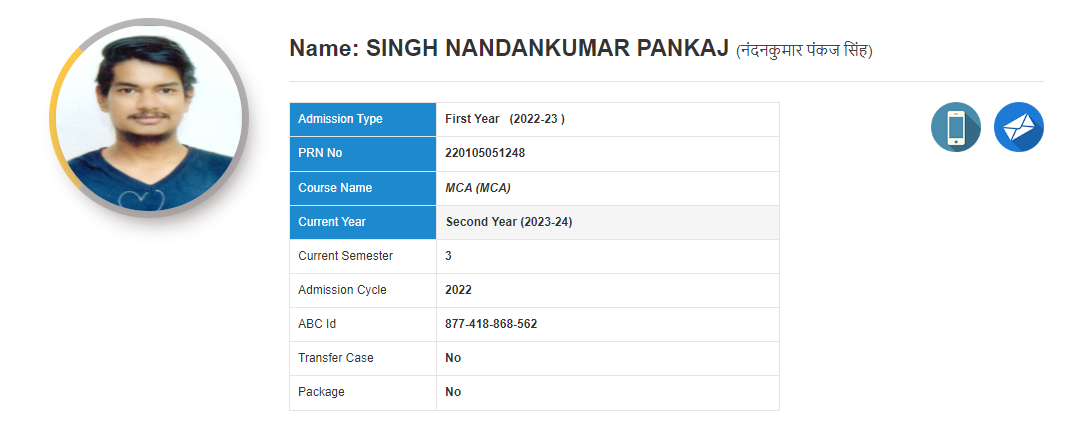 Name: SINGH NANDANKUMAR PANKAJ (नंदनकुमार पंकज सिंह)
Admission Type First Year (2022-23 )
PRN No 220105051248
Course Name MCA (MCA)
Current Year Second Year (2023-24)
Current Semester 3
Admission Cycle 2022
ABC Id 877-418-868-562
Transfer Case No
Package No